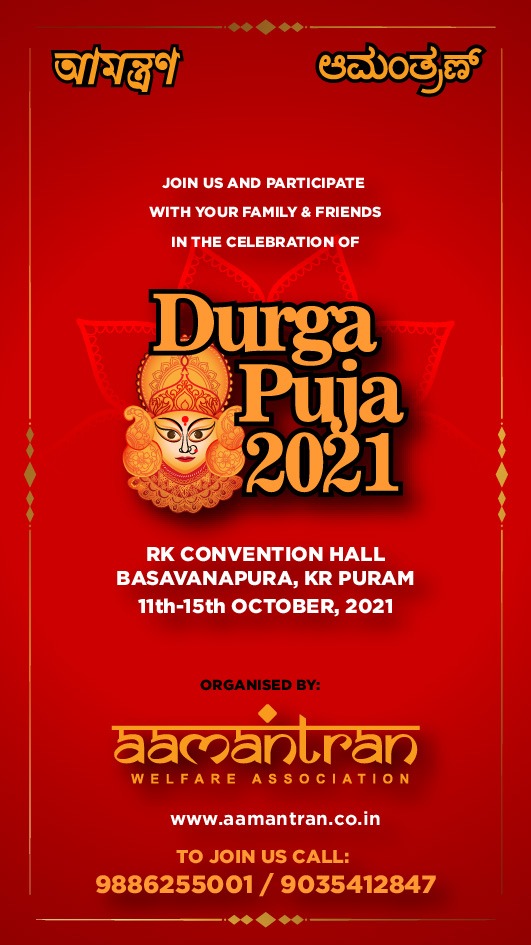 আমন্ত্রণ
ಆಮಂತ್ರಣ್
JOIN US AND PARTICIPATE
WITH YOUR FAMILY & FRIENDS
IN THE CELEBRATION OF
Durga
Puja
2021
RK CONVENTION HALL
BASAVANAPURA, KR PURAM
11th-15th OCTOBER, 2021
ORGANISED BY:
aamantran
WELFARE ASSOCIATION
www.aamantran.co.in
TO JOIN US CALL:
9886255001 / 9035412847